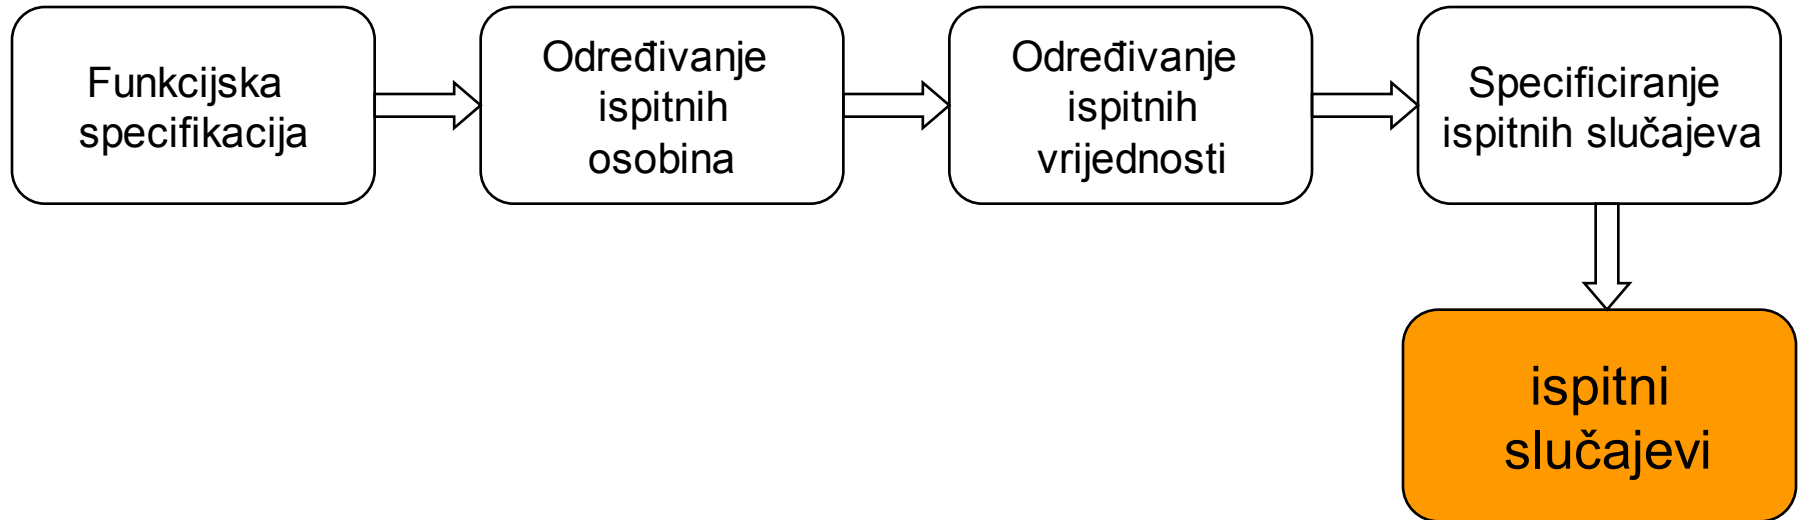 Funkcijska
specifikacija
Određivanje
ispitnih
osobina
Određivanje
ispitnih
vrijednosti
Specificiranje
ispitnih slučajeva
ispitni
slučajevi